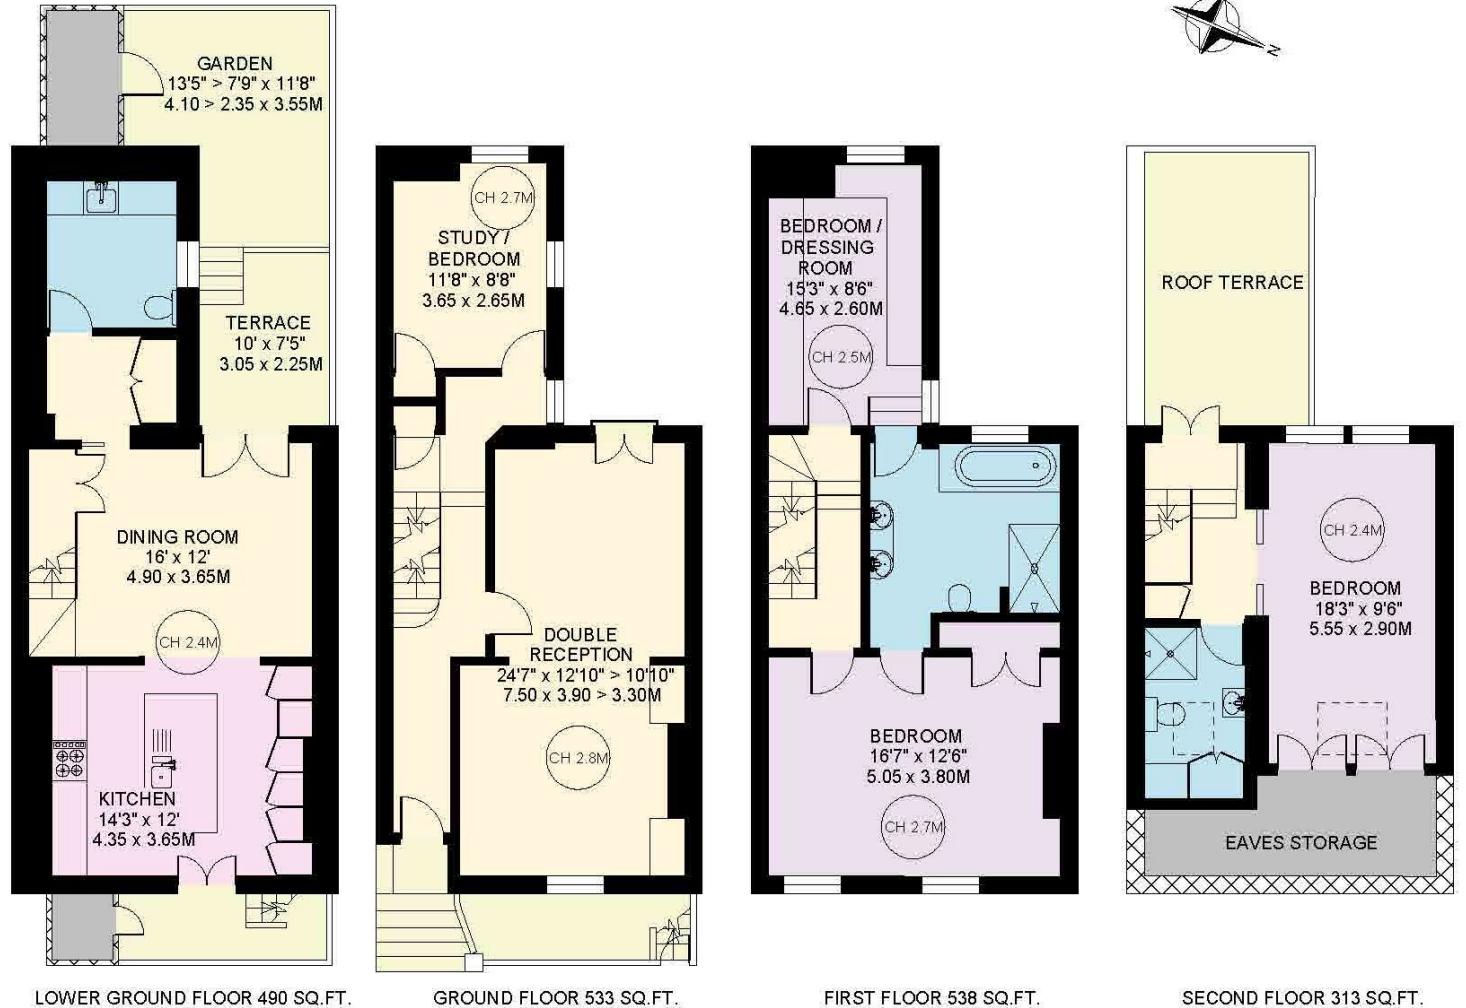 N
GARDEN
13'5" > 7'9" x 11'8"
4.10 > 2.35 x 3.55M
TERRACE
10' x 7'5"
3.05 x 2.25M
DINING ROOM
16' x 12'
4.90 x 3.65M
CH 2.4M
KITCHEN
14'3" x 12'
4.35 x 3.65M
LOWER GROUND FLOOR 490 SQ.FT.
CH 2.7M
STUDY /
BEDROOM
11'8" x 8'8"
3.65 x 2.65M
DOUBLE
RECEPTION
24'7" x 12'10" > 10'10"
7.50 x 3.90 > 3.30M
CH 2.8M
GROUND FLOOR 533 SQ.FT.
BEDROOM /
DRESSING
ROOM
15'3" x 8'6"
4.65 x 2.60M
CH 2.5M
BEDROOM
16'7" x 12'6"
5.05 x 3.80M
CH 2.7M
FIRST FLOOR 538 SQ.FT.
ROOF TERRACE
CH 2.4M
BEDROOM
18'3" x 9'6"
5.55 x 2.90M
EAVES STORAGE
SECOND FLOOR 313 SQ.FT.